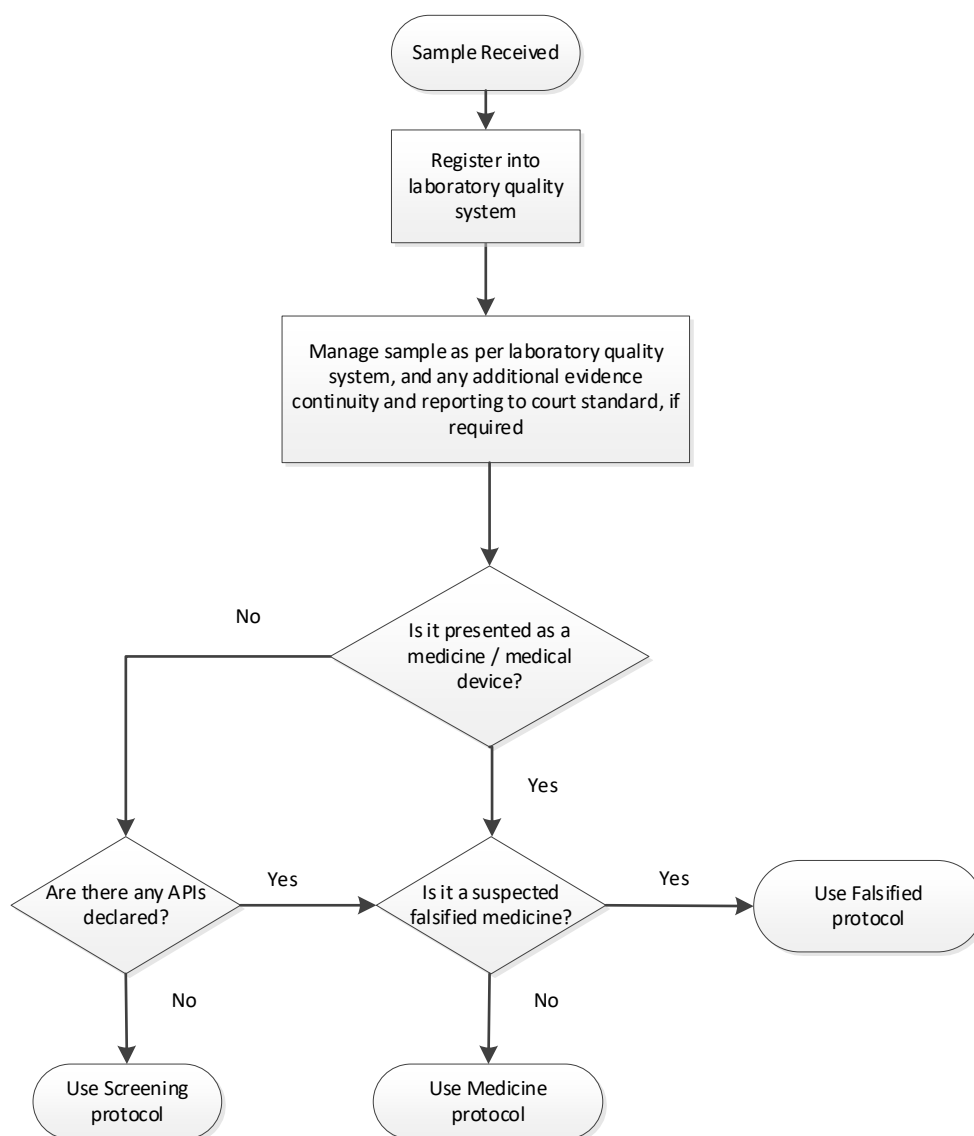 Sample Received
Register into
laboratory quality
system
Manage sample as per laboratory quality
system, and any additional evidence
continuity and reporting to court standard, if
required
No
Is it presented as a
medicine / medical
device?
Yes
Are there any APIs
declared?
Yes
Is it a suspected
falsified medicine?
Yes
Use Falsified
protocol
No
No
Use Screening
protocol
Use Medicine
protocol